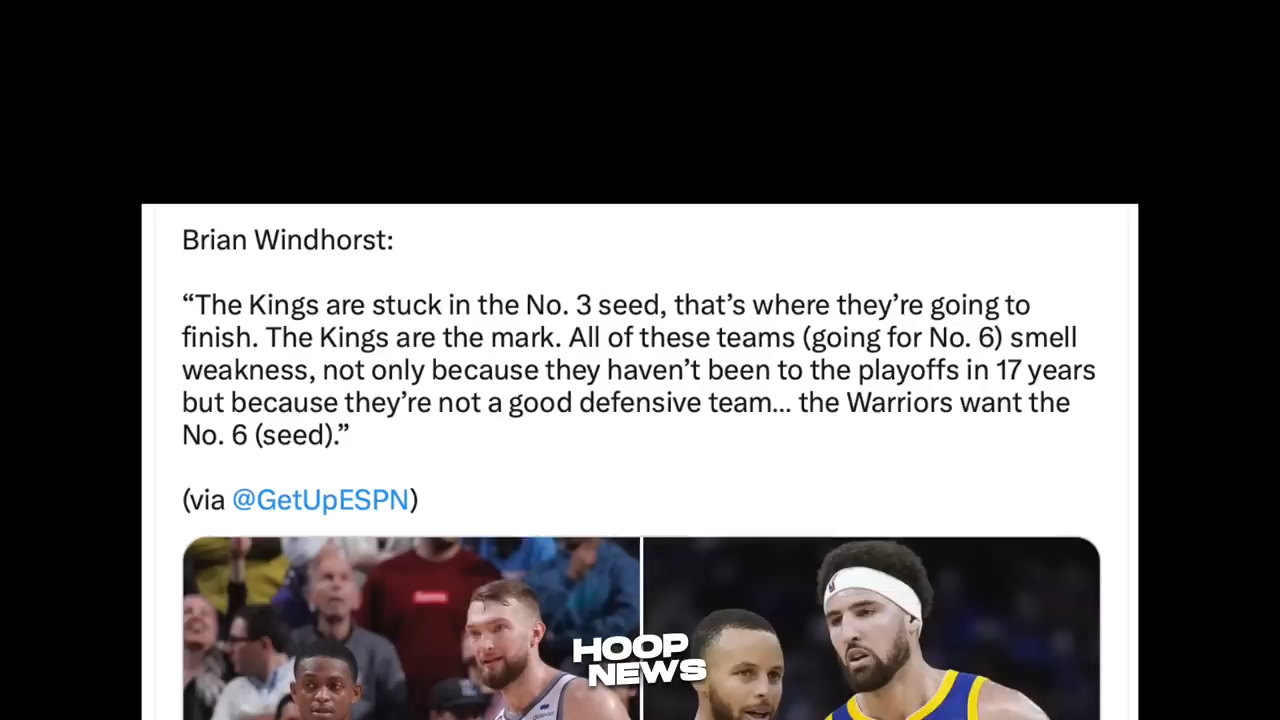 Brian Windhorst:
“The Kings are stuck in the No. 3 seed, that’s where they’re going to
finish. The Kings are the mark. All of these teams (going for No. 6) smell
weakness, not only because they haven’t been to the playoffs in 17 years
but because they’re not a good defensive team... the Warriors want the
No. 6 (seed).”
(via @GetUpESPN)
HOOP
NEWS